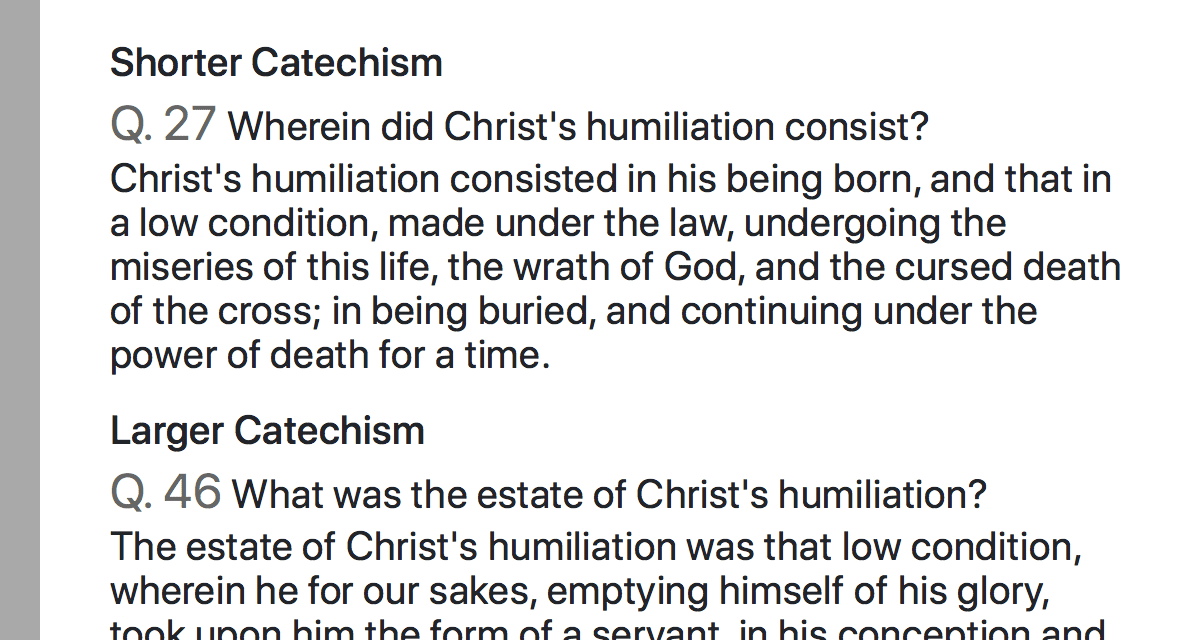 Shorter Catechism
Q. 27 Wherein did Christ's humiliation consist?
Christ's humiliation consisted in his being born, and that in
a low condition, made under the law, undergoing the
miseries of this life, the wrath of God, and the cursed death
of the cross; in being buried, and continuing under the
power of death for a time.
Larger Catechism
Q. 46 What was the estate of Christ's humiliation?
The estate of Christ's humiliation was that low condition,
wherein he for our sakes, emptying himself of his glory,
took upon him the form of a servant, in his conception and